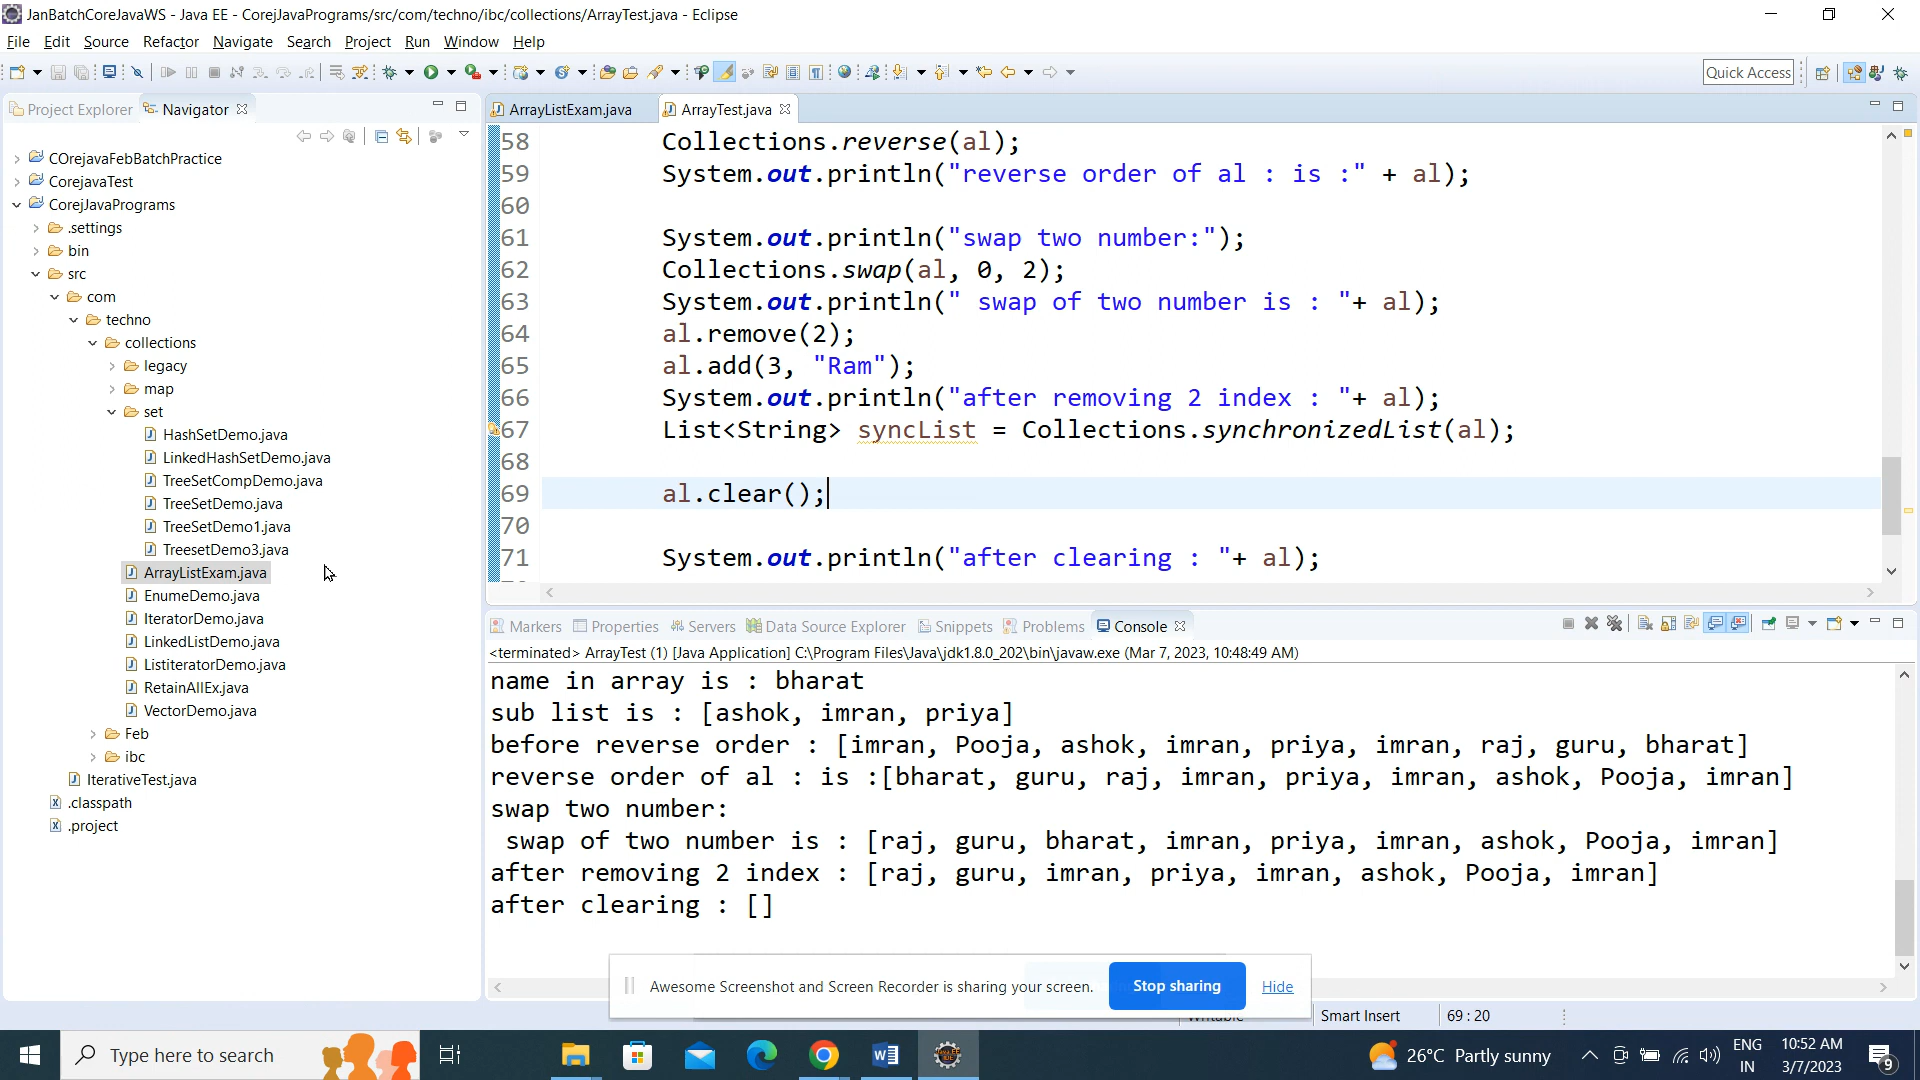 JanBatchCoreJavaWS - Java EE - CorejJavaPrograms/src/com/techno/ibc/collections/ArrayTest.java - Eclipse
File Edit Source Refactor Navigate Search Project Run Window Help
Quick Access
Project Explorer Navigator
COrejavaFebBatchPractice
CorejavaTest
CorejJavaPrograms
.settings
bin
src
com
techno
collections
legacy
map
set
HashSetDemo.java
LinkedHashSetDemo.java
TreeSetCompDemo.java
TreeSetDemo.java
TreeSetDemo1.java
TreesetDemo3.java
ArrayListExam.java
EnumeDemo.java
IteratorDemo.java
LinkedListDemo.java
ListiteratorDemo.java
RetainAllEx.java
VectorDemo.java
Feb
ibc
IterativeTest.java
.classpath
.project
ArrayListExam.java ArrayTest.java
58 Collections.reverse(al);
59 System.out.println("reverse order of al : is :" + al);
60
61 System.out.println("swap two number:");
62 Collections.swap(al, 0, 2);
63 System.out.println(" swap of two number is : "+ al);
64 al.remove(2);
65 al.add(3, "Ram");
66 System.out.println("after removing 2 index : "+ al);
67 List<String> syncList = Collections.synchronizedList(al);
68
69 al.clear();
70
71 System.out.println("after clearing : "+ al);
Markers Properties Servers Data Source Explorer Snippets Problems Console
<terminated> ArrayTest (1) [Java Application] C:\Program Files\Java\jdk1.8.0_202\bin\javaw.exe (Mar 7, 2023, 10:48:49 AM)
name in array is : bharat
sub list is : [ashok, imran, priya]
before reverse order : [imran, Pooja, ashok, imran, priya, imran, raj, guru, bharat]
reverse order of al : is :[bharat, guru, raj, imran, priya, imran, ashok, Pooja, imran]
swap two number:
swap of two number is : [raj, guru, bharat, imran, priya, imran, ashok, Pooja, imran]
after removing 2 index : [raj, guru, imran, priya, imran, ashok, Pooja, imran]
after clearing : []
Awesome Screenshot and Screen Recorder is sharing your screen. Stop sharing Hide
Writable Smart Insert 69 : 20
Type here to search
26°C Partly sunny
ENG
IN
10:52 AM
3/7/2023
9